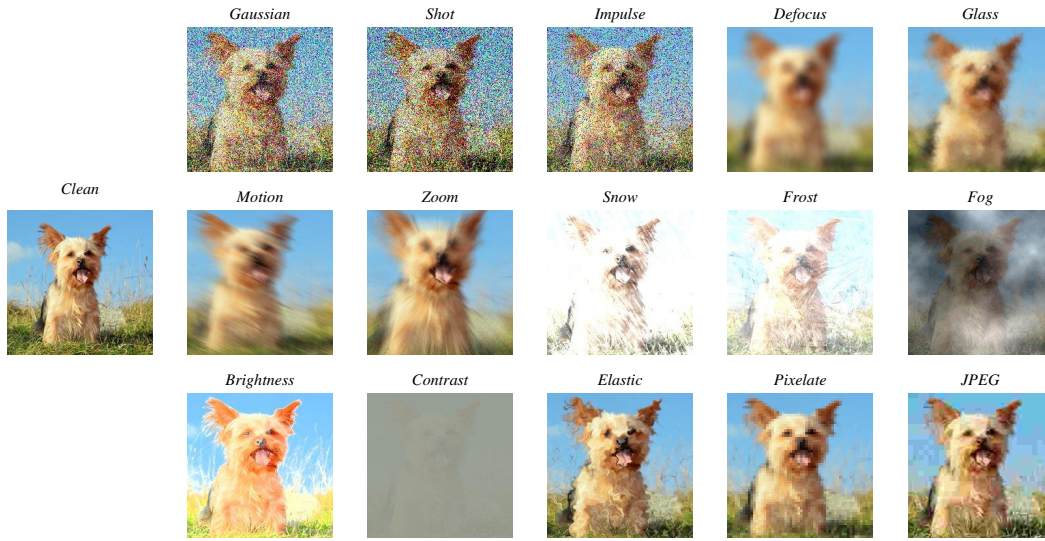 Gaussian
Shot
Impulse
Defocus
Glass
Clean
Motion
Zoom
Snow
Frost
Fog
Brightness
Contrast
Elastic
Pixelate
JPEG